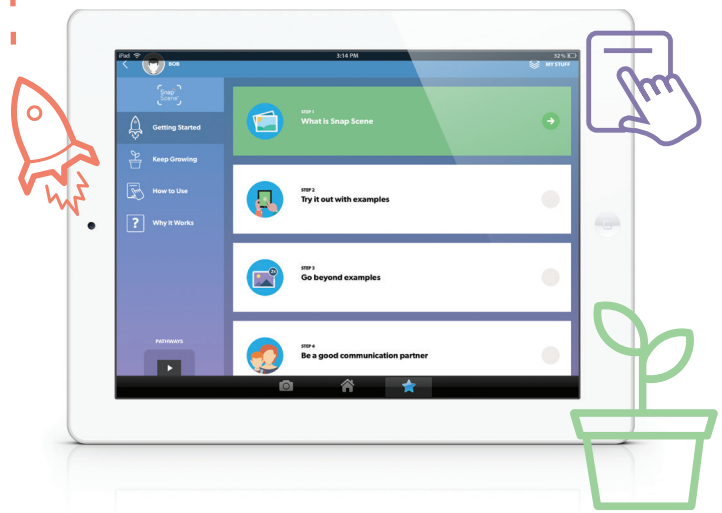 iPad 3:14 PM 32%
BOB MY STUFF
Snap
Scene
Getting Started
Keep Growing
How to Use
Why It Works
PATHWAYS
STEP 1
What is Snap Scene
STEP 2
Try it out with examples
STEP 3
Go beyond examples
STEP 4
Be a good communication partner